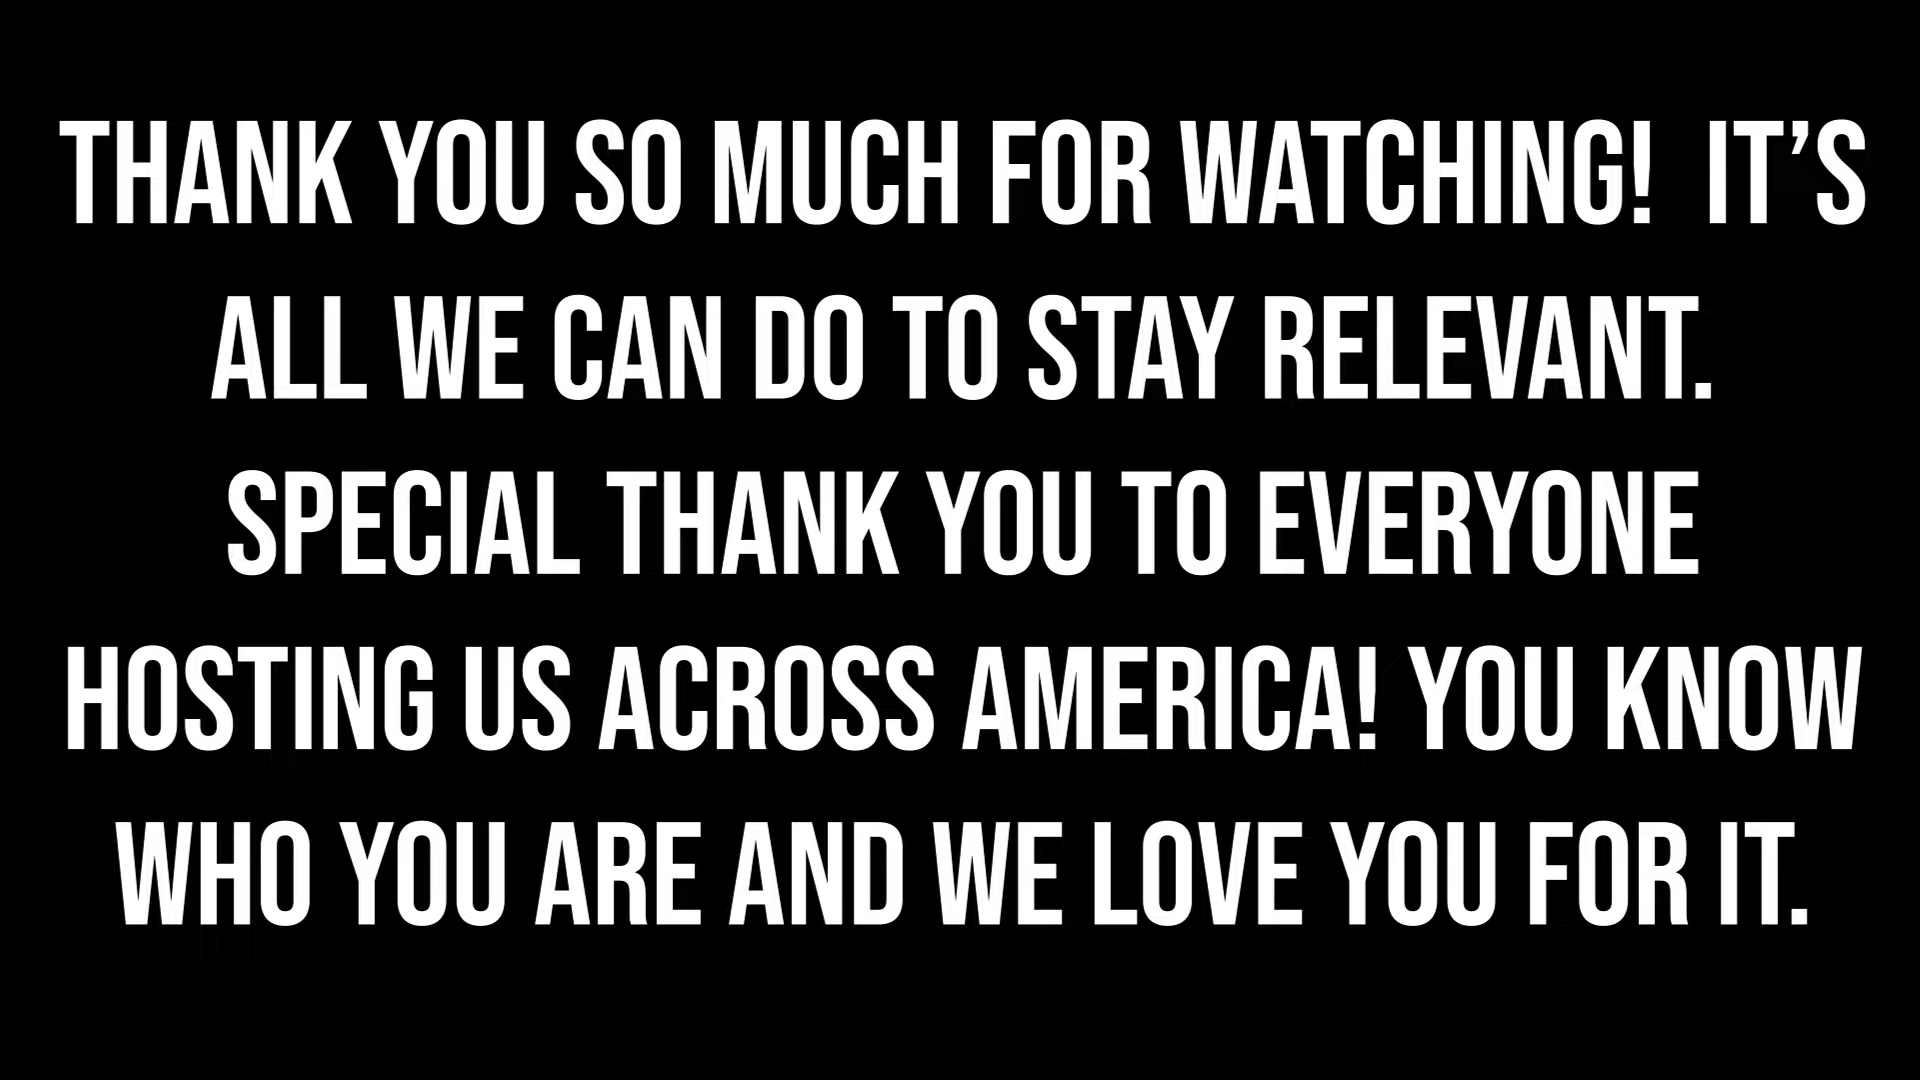 THANK YOU SO MUCH FOR WATCHING!  IT’S
ALL WE CAN DO TO STAY RELEVANT.
SPECIAL THANK YOU TO EVERYONE
HOSTING US ACROSS AMERICA! YOU KNOW
WHO YOU ARE AND WE LOVE YOU FOR IT.